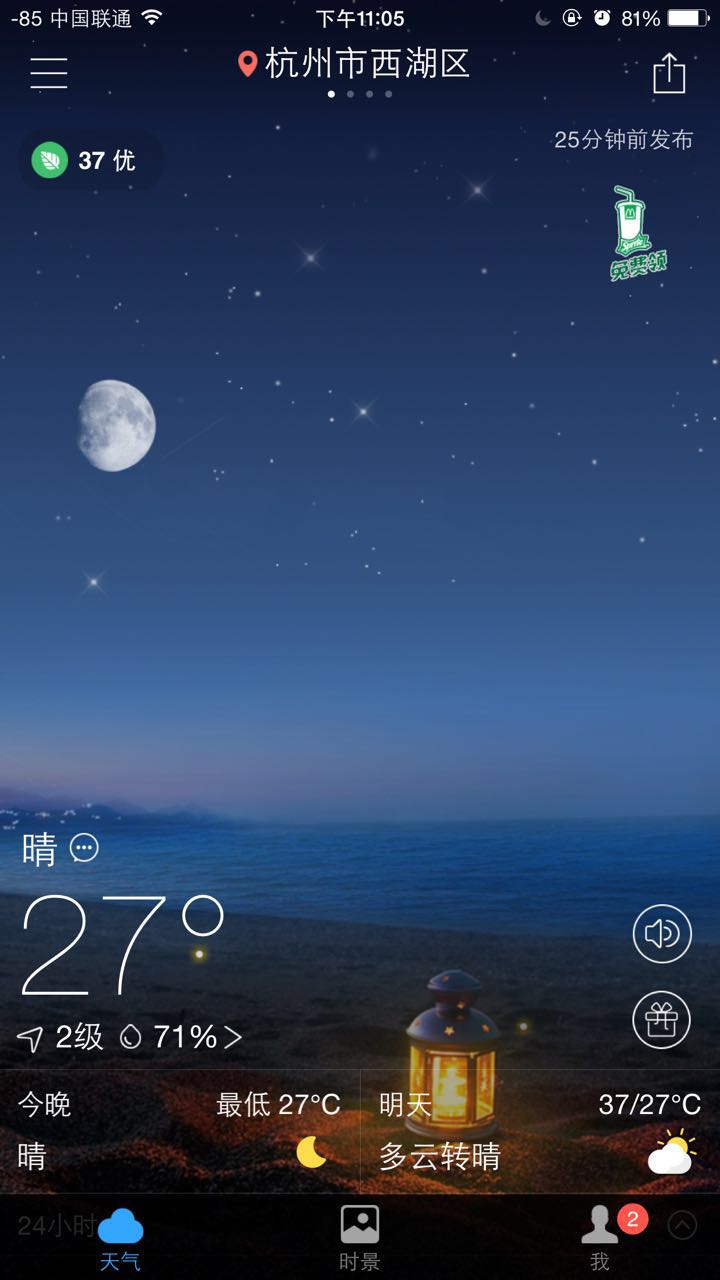 -85 中国联通 下午11:05 81%
杭州市西湖区
25分钟前发布
37 优
Sprite
免费领
晴
27°
2级 71%
今晚 最低 27°C 明天 37/27°C
晴 多云转晴
24小时
2
天气 时景 我